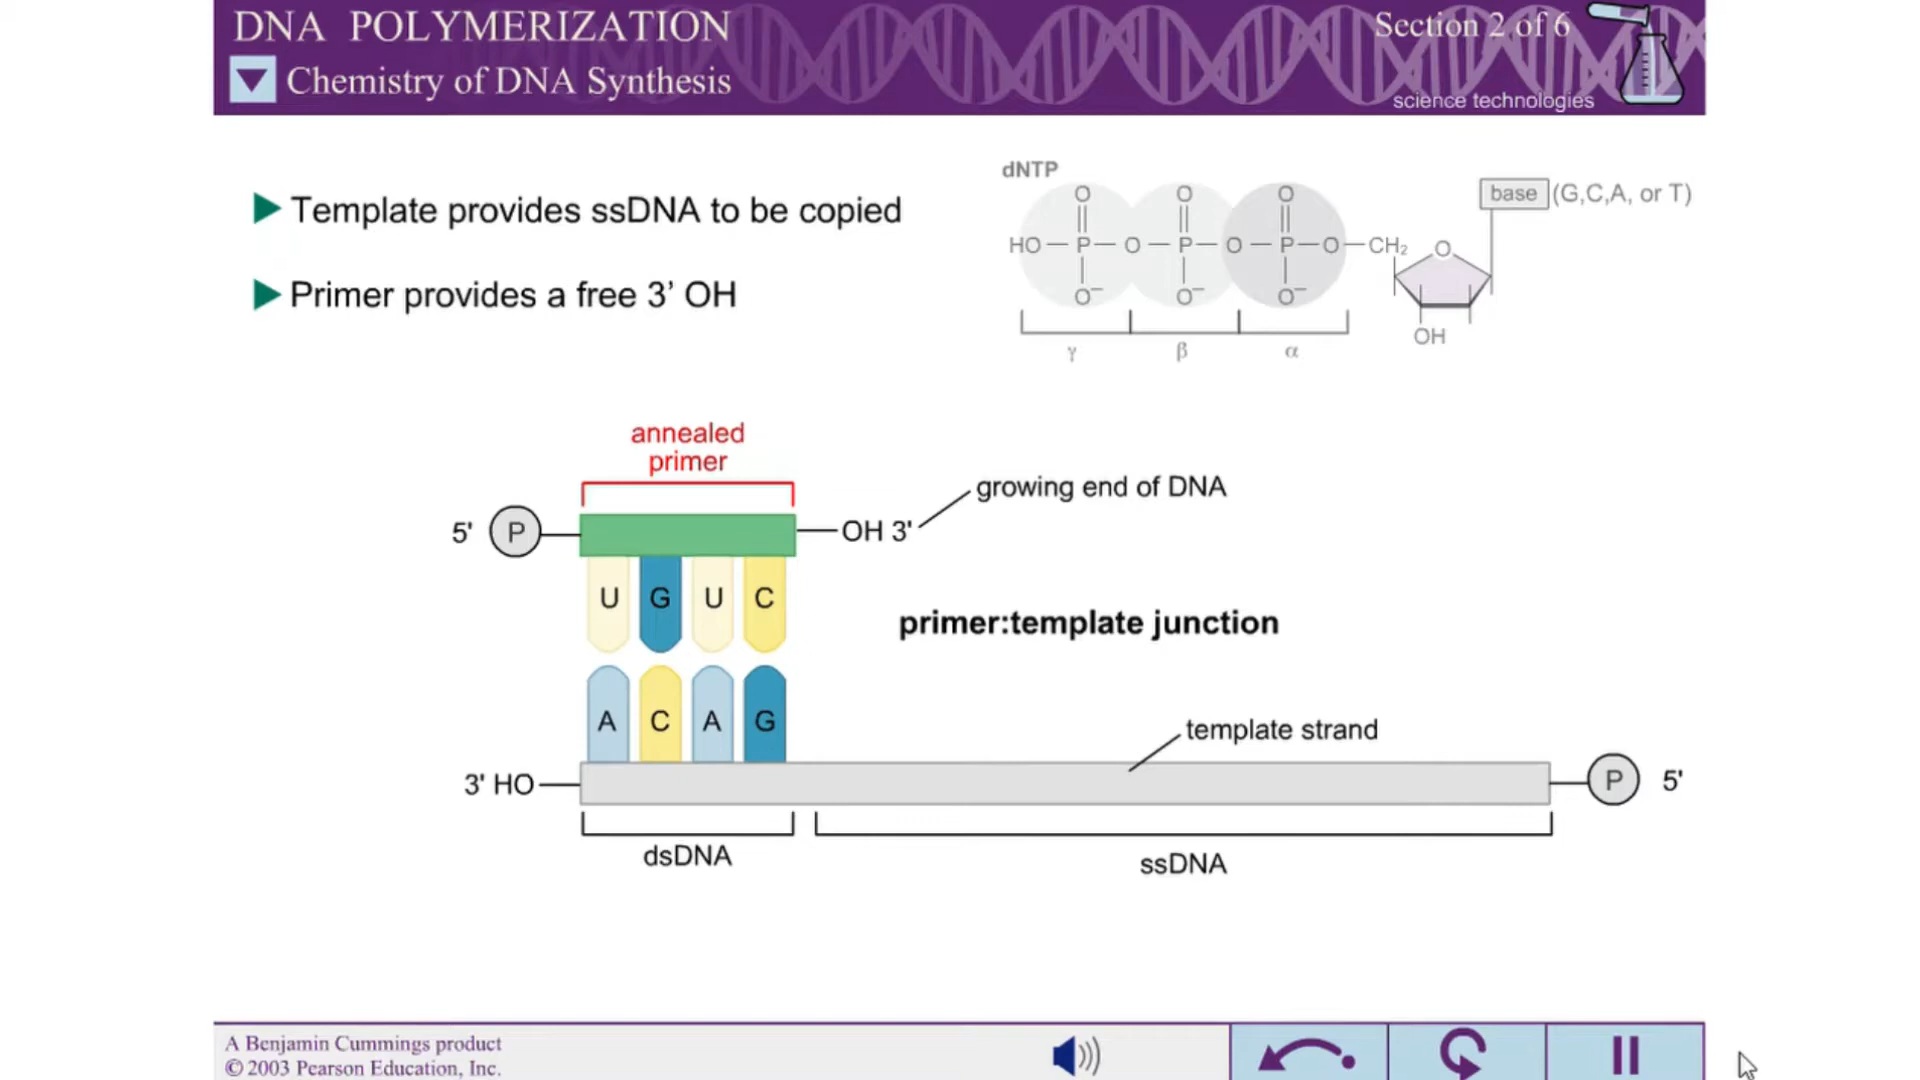 DNA POLYMERIZATION
Section 2 of 6
Chemistry of DNA Synthesis
science technologies
dNTP
base (G,C,A, or T)
Template provides ssDNA to be copied
O O O
HO P O P O P O CH₂ O
O⁻ O⁻ O⁻
Primer provides a free 3’ OH
OH
γ β α
annealed
primer
growing end of DNA
5' P OH 3'
U G U C
primer:template junction
A C A G
template strand
3' HO P 5'
dsDNA
ssDNA
A Benjamin Cummings product
© 2003 Pearson Education, Inc.